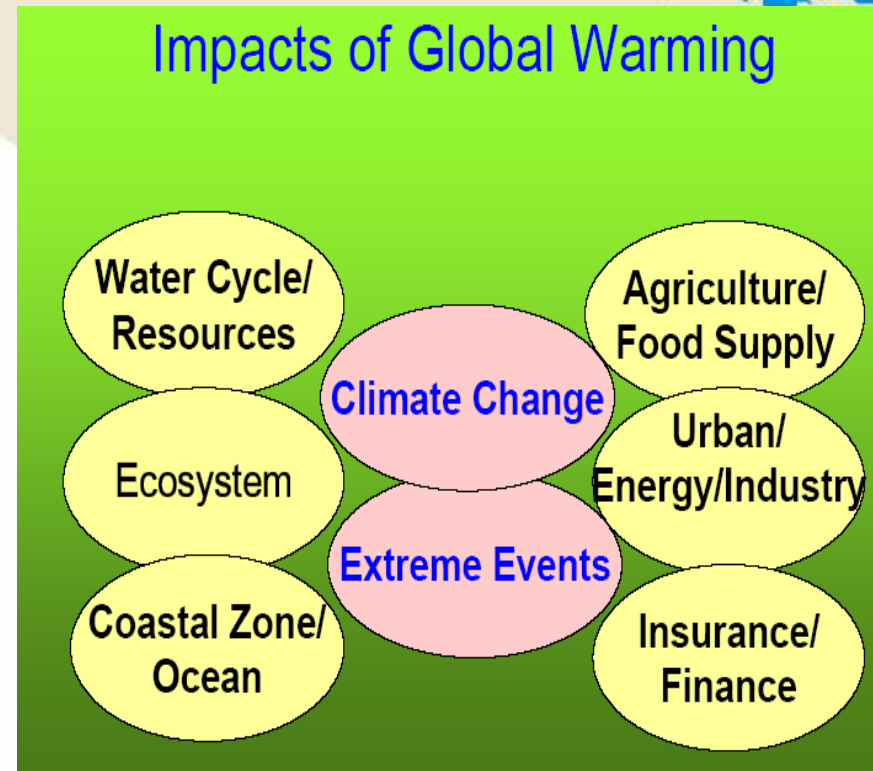 Impacts of Global Warming
Water Cycle/
Resources
Ecosystem
Coastal Zone/
Ocean
Climate Change
Extreme Events
Agriculture/
Food Supply
Urban/
Energy/Industry
Insurance/
Finance